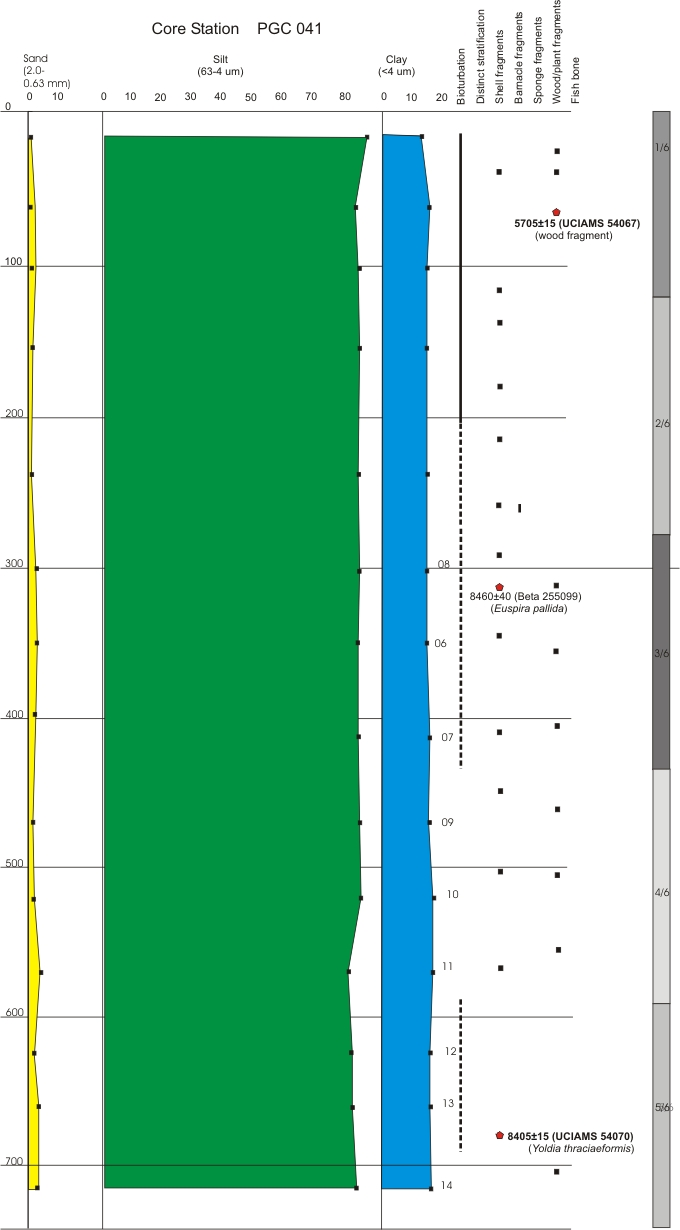 Core Station PGC 041
Sand
(2.0-
0.63 mm)
Silt
(63-4 um)
Clay
(<4 um)
Bioturbation
Distinct stratification
Shell fragments
Barnacle fragments
Sponge fragments
Wood/plant fragments
Fish bone
0 10
0 10 20 30 40 50 60 70 80
0 10 20
0
1/6
5705±15 (UCIAMS 54067)
(wood fragment)
100
200
2/6
300
08
8460±40 (Beta 255099)
(Euspira pallida)
06
3/6
400
07
09
500
10
4/6
11
600
12
13
8405±15 (UCIAMS 54070)
(Yoldia thraciaeformis)
700
14